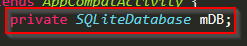 ends AppCompatActivity {
private SQLiteDatabase mDB;